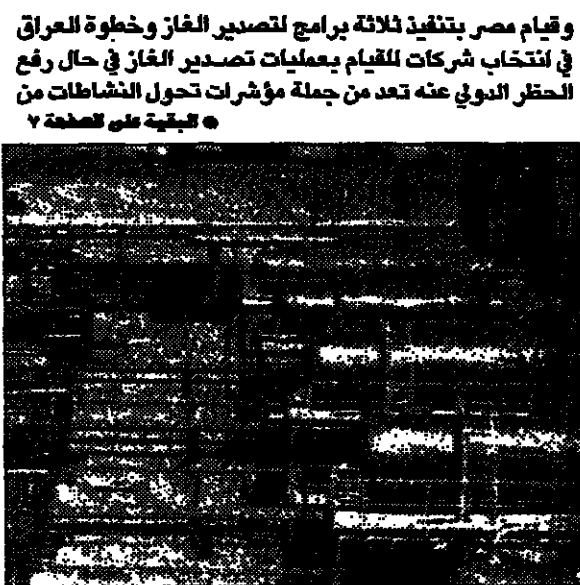 وقيام مصر بتنفيذ ثلاثة برامج لتصدير الغاز وخطوة العراق
في انتخاب شركات للقيام بعمليات تصدير الغاز في حال رفع
الحظر الدولي عنه تعد من جملة مؤشرات تحول النشاطات من
● البقية على الصفحة ٧